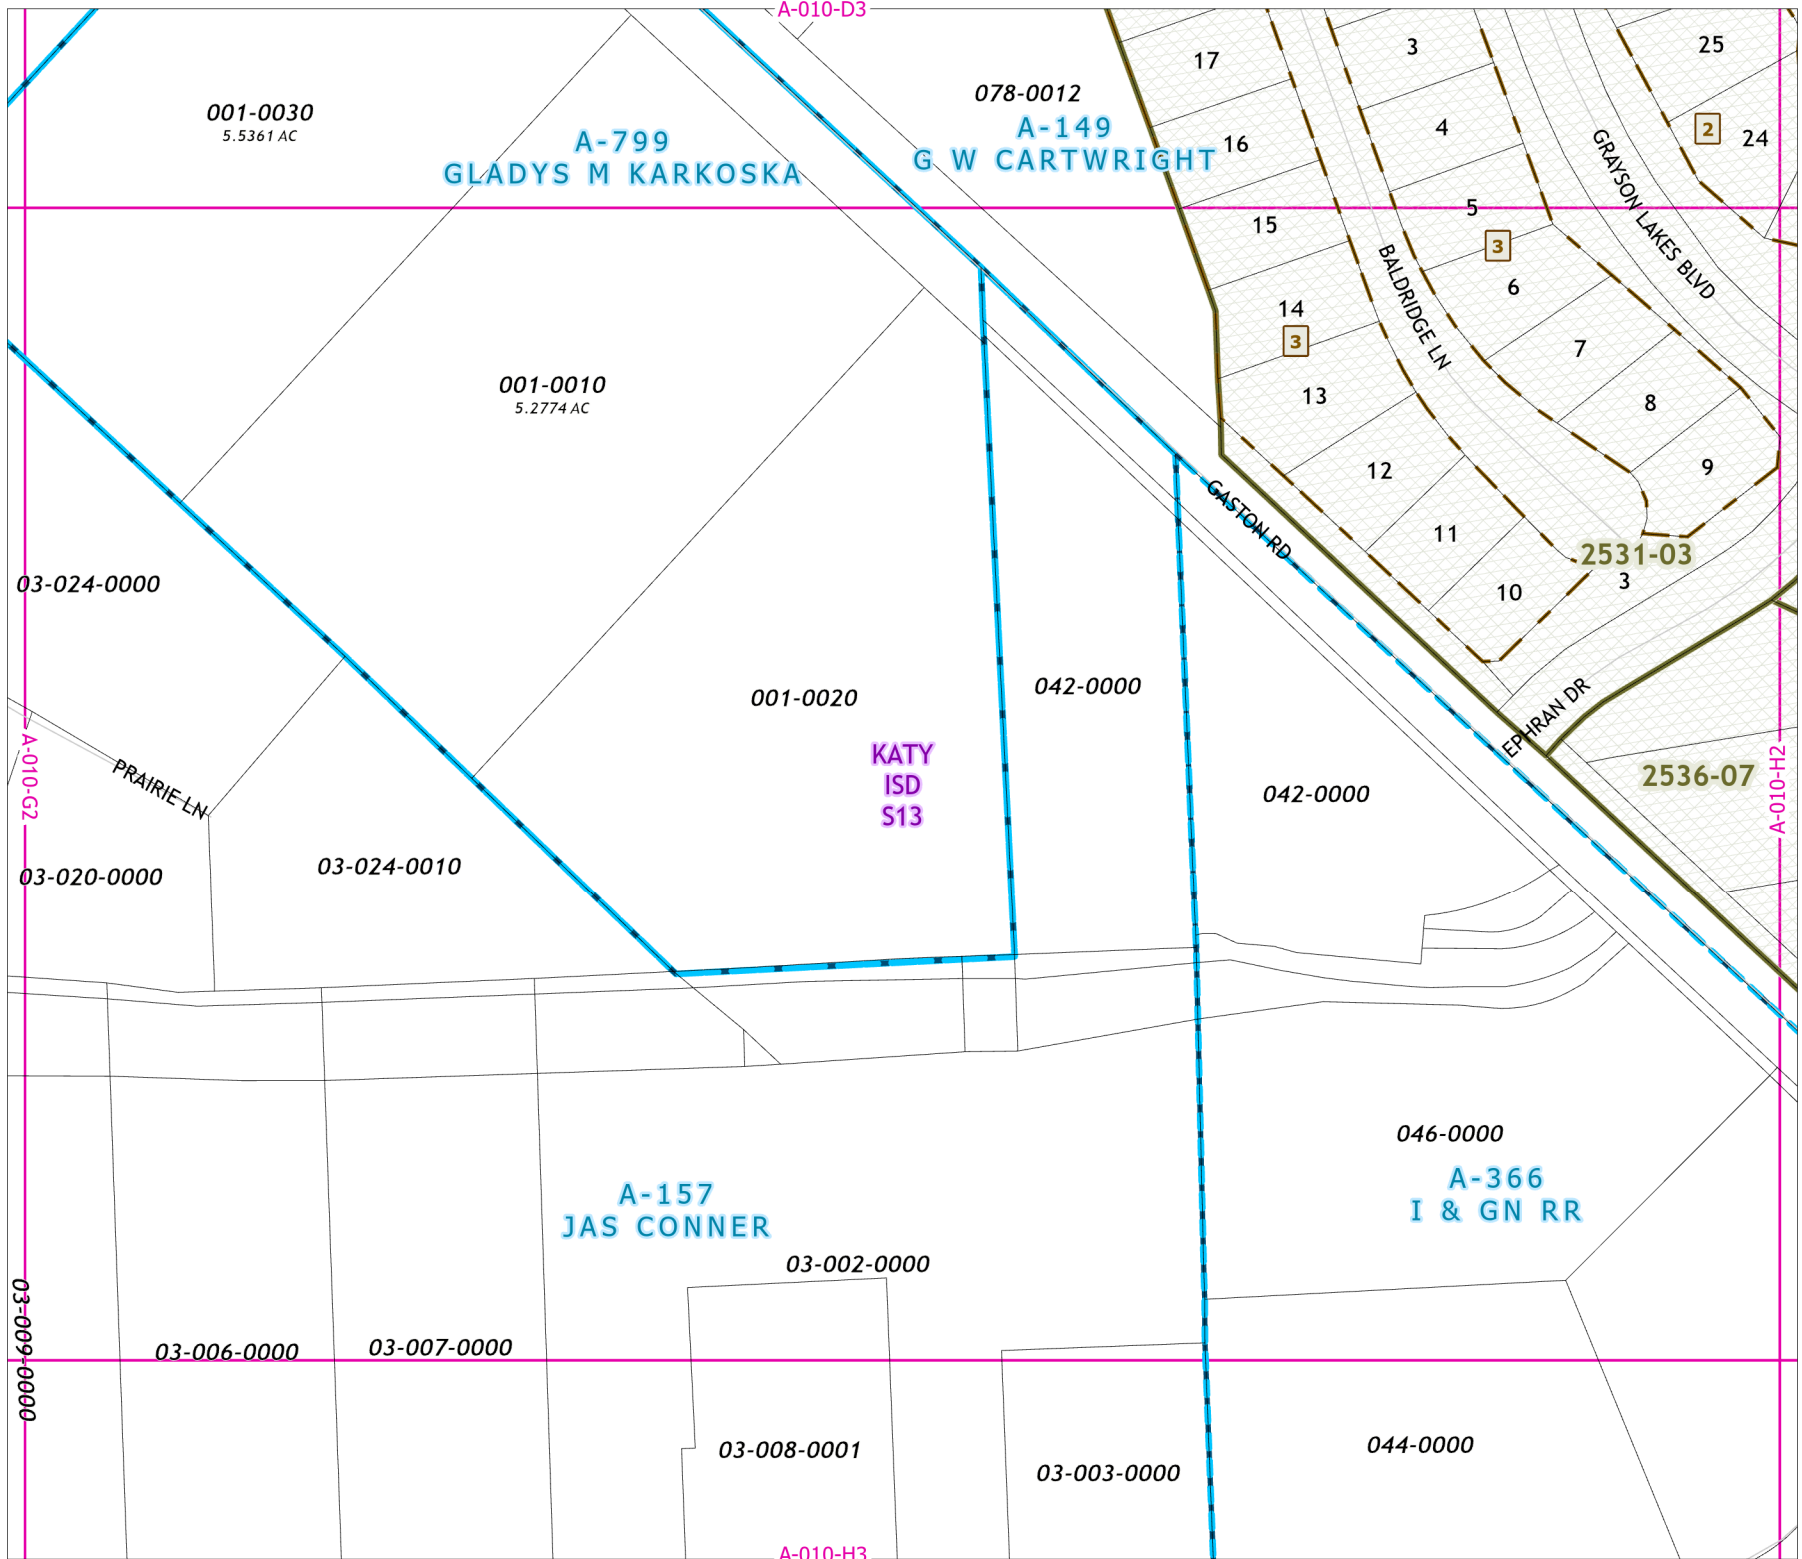 A-010-D3
17
3
25
001-0030
5.5361 AC
078-0012
A-799
GLADYS M KARKOSKA
A-149
G W CARTWRIGHT
16
4
2
24
GRAYSON LAKES BLVD
15
5
3
BALDRIDGE LN
14
3
6
7
001-0010
5.2774 AC
13
8
12
9
GASTON RD
11
2531-03
03-024-0000
10
3
042-0000
001-0020
EPHRAN DR
A-010-G2
PRAIRIE LN
KATY
ISD
S13
042-0000
2536-07
A-010-H2
03-020-0000
03-024-0010
046-0000
A-157
JAS CONNER
A-366
I & GN RR
03-002-0000
03-009-0000
03-006-0000
03-007-0000
03-008-0001
03-003-0000
044-0000
A-010-H3